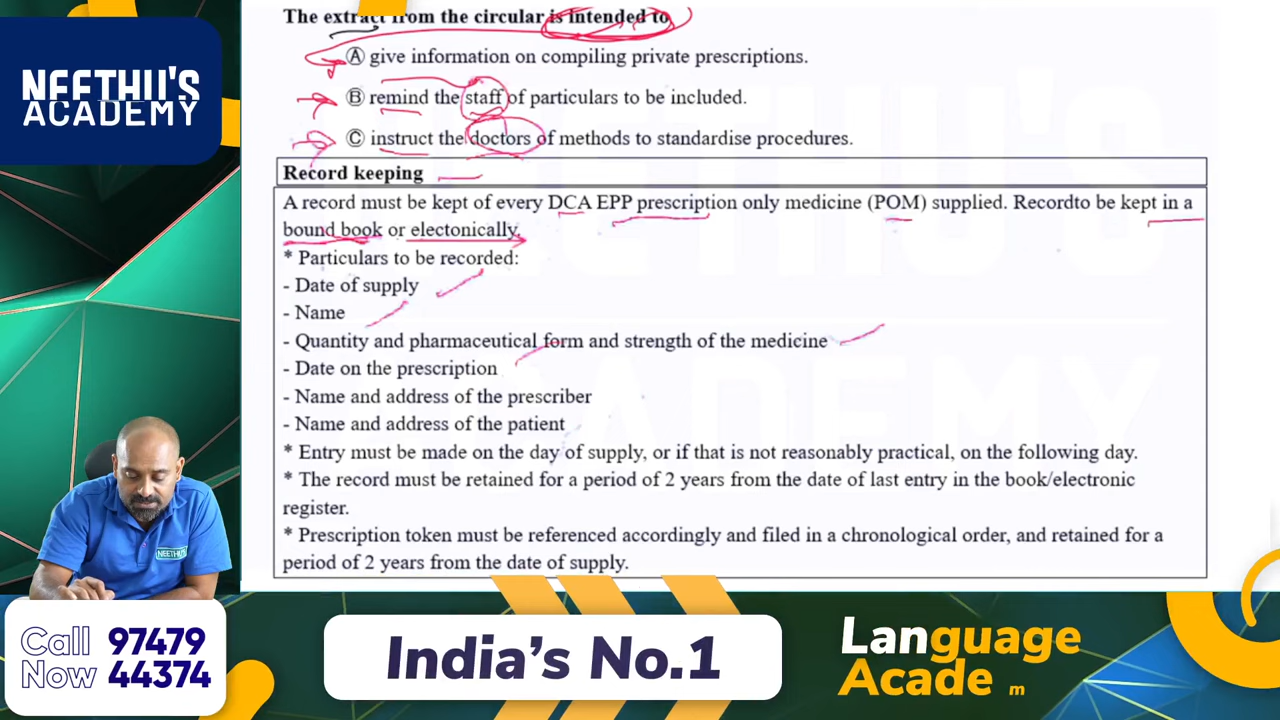 The extract from the circular is intended to
Ⓐ give information on compiling private prescriptions.
Ⓑ remind the staff of particulars to be included.
Ⓒ instruct the doctors of methods to standardise procedures.
Record keeping
A record must be kept of every DCA EPP prescription only medicine (POM) supplied. Recordto be kept in a
bound book or electonically.
* Particulars to be recorded:
- Date of supply
- Name
- Quantity and pharmaceutical form and strength of the medicine
- Date on the prescription
- Name and address of the prescriber
- Name and address of the patient
* Entry must be made on the day of supply, or if that is not reasonably practical, on the following day.
* The record must be retained for a period of 2 years from the date of last entry in the book/electronic
register.
* Prescription token must be referenced accordingly and filed in a chronological order, and retained for a
period of 2 years from the date of supply.
NEETHU'S
ACADEMY
NEETHU'S
Call
Now
97479
44374
India's No.1
Language
Acade m